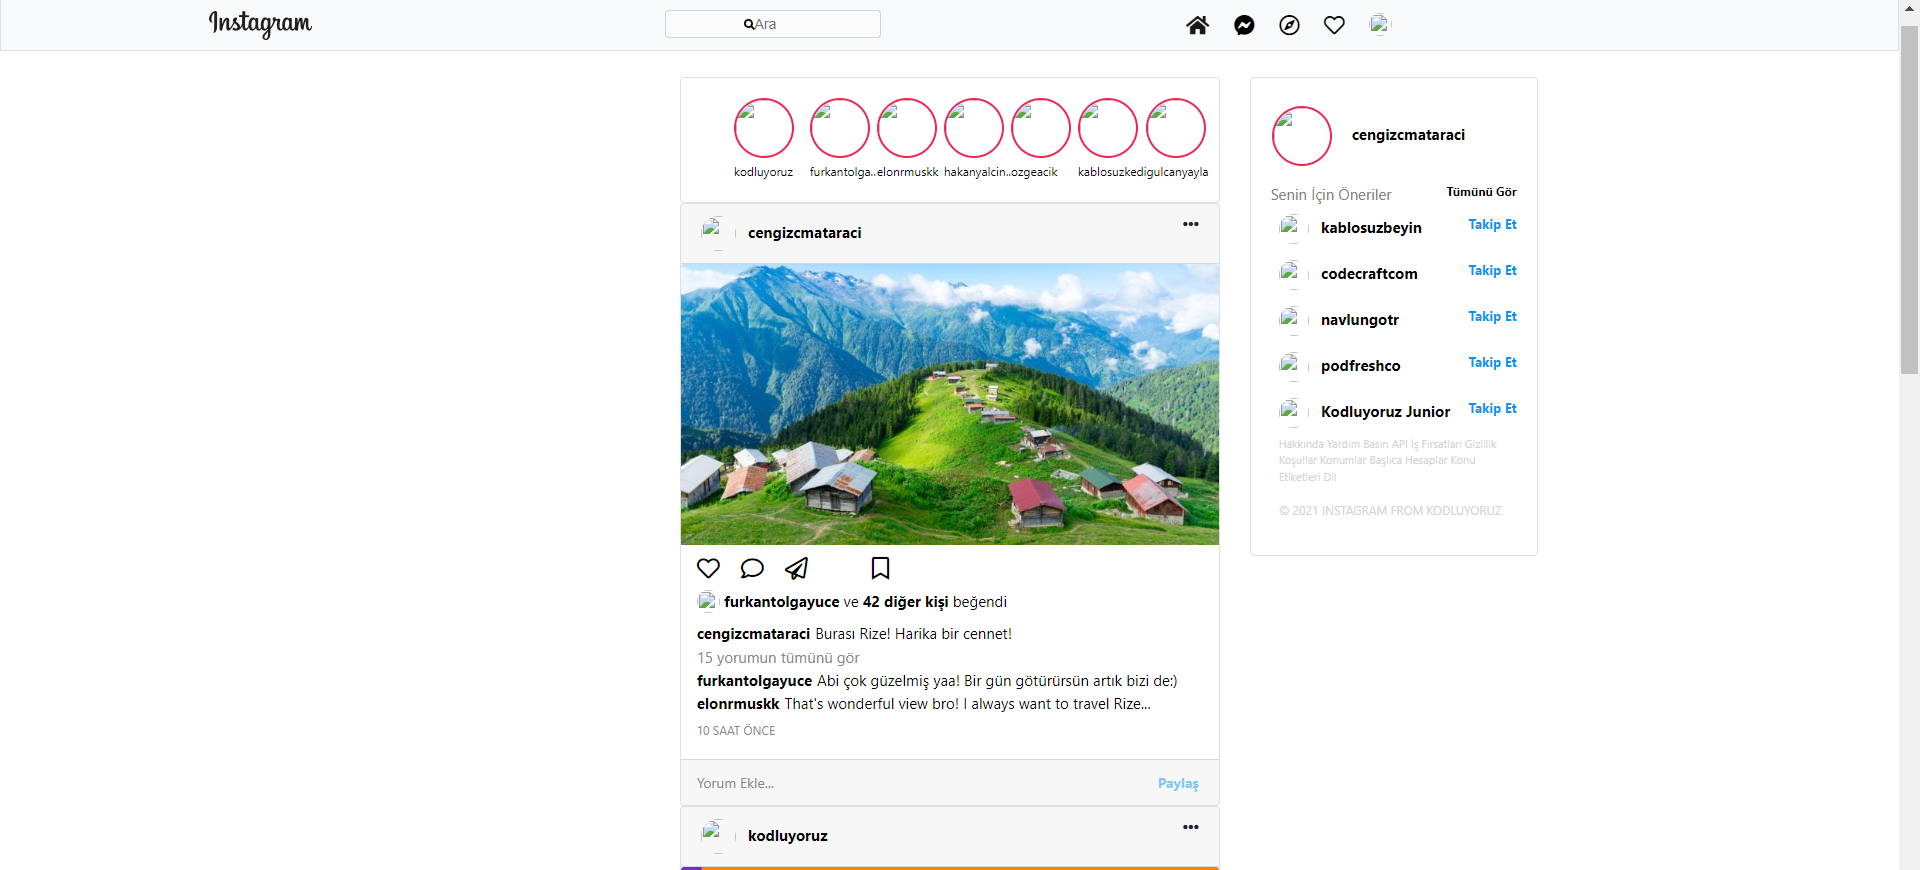 Instagram
Ara
kodluyoruz furkantolga.. elonrmuskk hakanyalcin.. ozgeacik kablosuzkedi gulcanyayla
cengizcmataraci •••
furkantolgayuce ve 42 diğer kişi beğendi
cengizcmataraci Burası Rize! Harika bir cennet!
15 yorumun tümünü gör
furkantolgayuce Abi çok güzelmiş yaa! Bir gün götürürsün artık bizi de:)
elonrmuskk That's wonderful view bro! I always want to travel Rize...
10 SAAT ÖNCE
Yorum Ekle... Paylaş
kodluyoruz •••
cengizcmataraci
Senin İçin Öneriler Tümünü Gör
kablosuzbeyin Takip Et
codecraftcom Takip Et
navlungotr Takip Et
podfreshco Takip Et
Kodluyoruz Junior Takip Et
Hakkında Yardım Basın API İş Fırsatları Gizlilik
Koşullar Konumlar Başlıca Hesaplar Konu
Etiketleri Dil
© 2021 INSTAGRAM FROM KODLUYORUZ